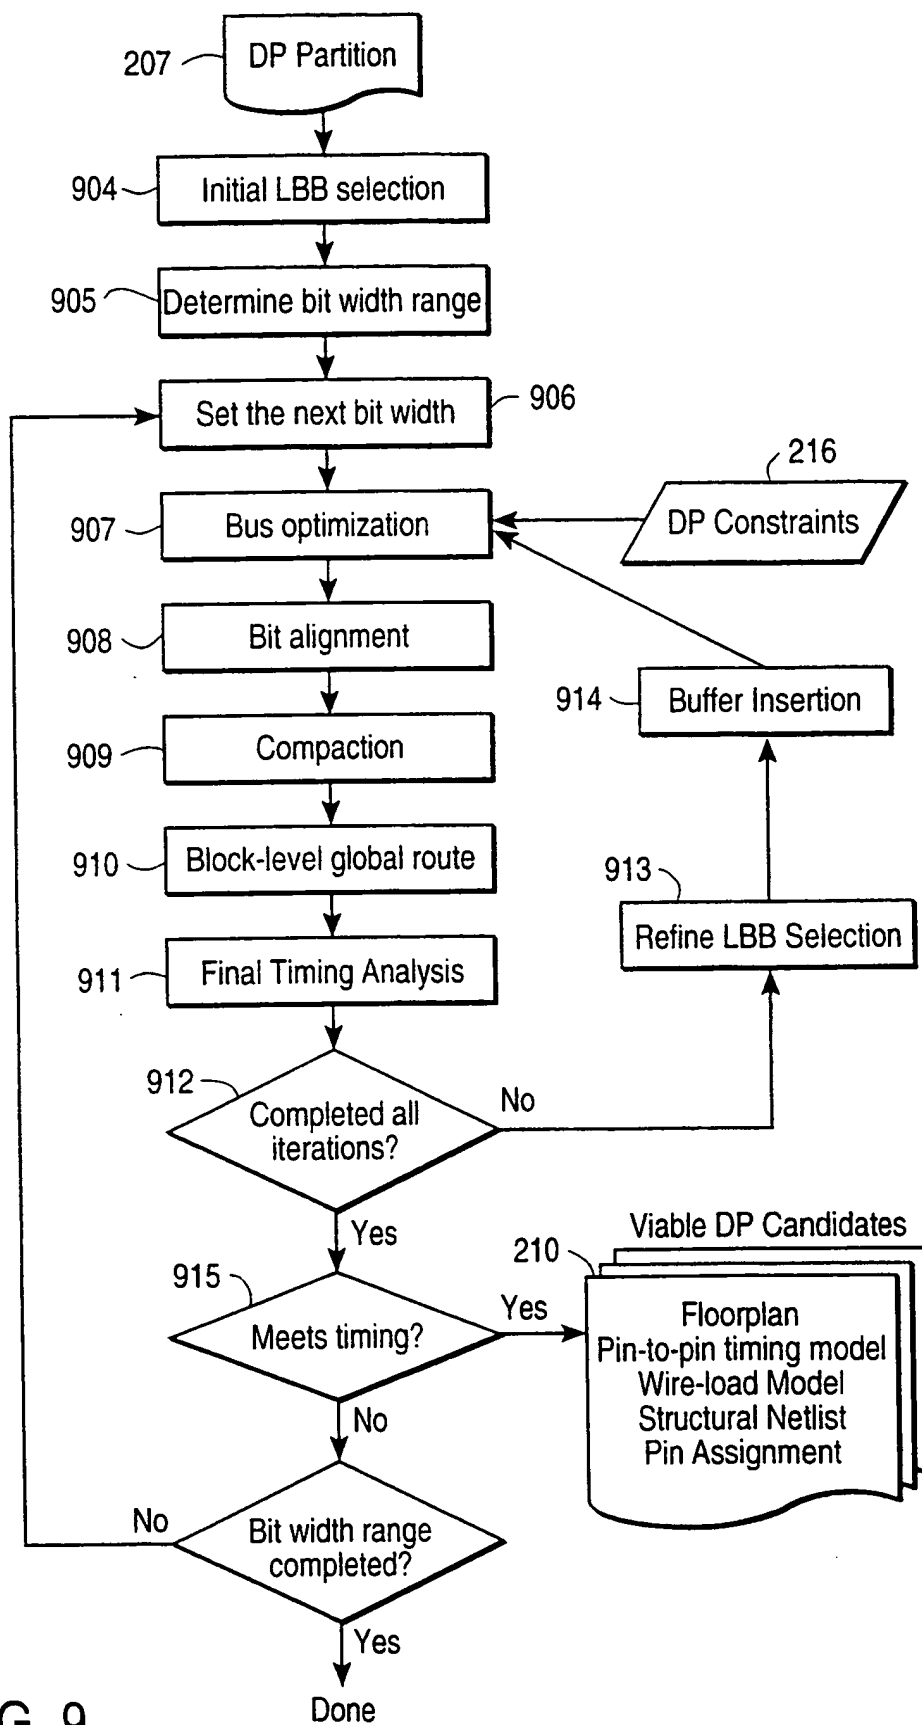 207
DP Partition
904
Initial LBB selection
905
Determine bit width range
Set the next bit width
906
216
907
Bus optimization
DP Constraints
908
Bit alignment
914
Buffer Insertion
909
Compaction
910
Block-level global route
913
Refine LBB Selection
911
Final Timing Analysis
912
Completed all
iterations?
No
Yes
Viable DP Candidates
210
915
Meets timing?
Yes
Floorplan
Pin-to-pin timing model
Wire-load Model
Structural Netlist
Pin Assignment
No
No
Bit width range
completed?
Yes
Done
G. 9